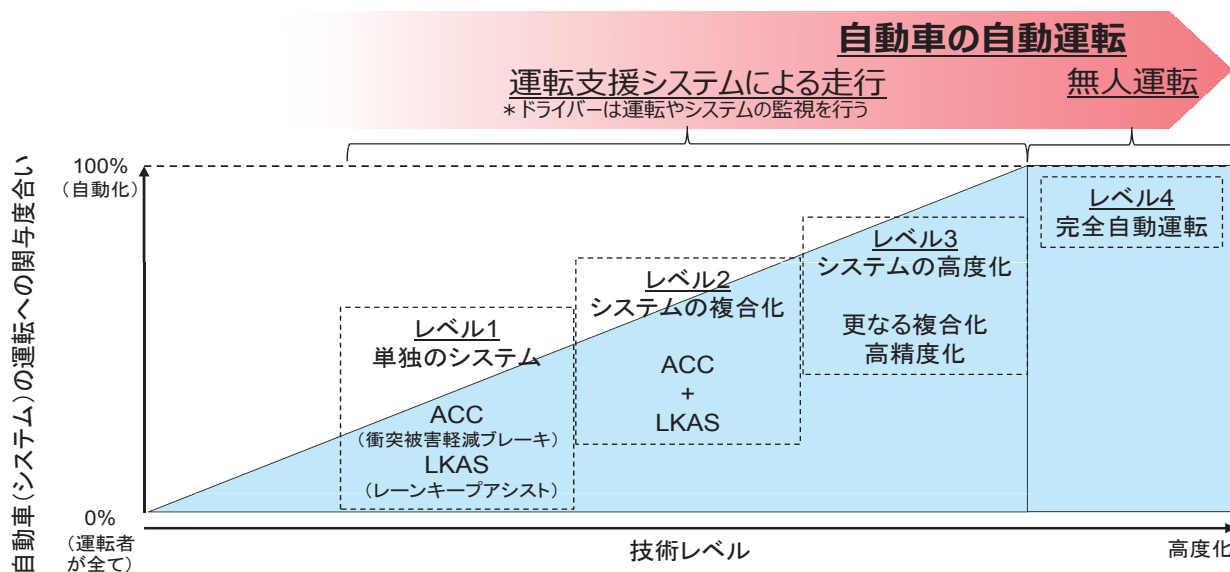 自動車の自動運転
運転支援システムによる走行
無人運転
＊ドライバーは運転やシステムの監視を行う
自動車（システム）の運転への関与度合い
100%
（自動化）
レベル4
完全自動運転
レベル3
システムの高度化
更なる複合化
高精度化
レベル2
システムの複合化
ACC
+
LKAS
レベル1
単独のシステム
ACC
（衝突被害軽減ブレーキ）
LKAS
（レーンキープアシスト）
0%
（運転者
が全て）
技術レベル
高度化